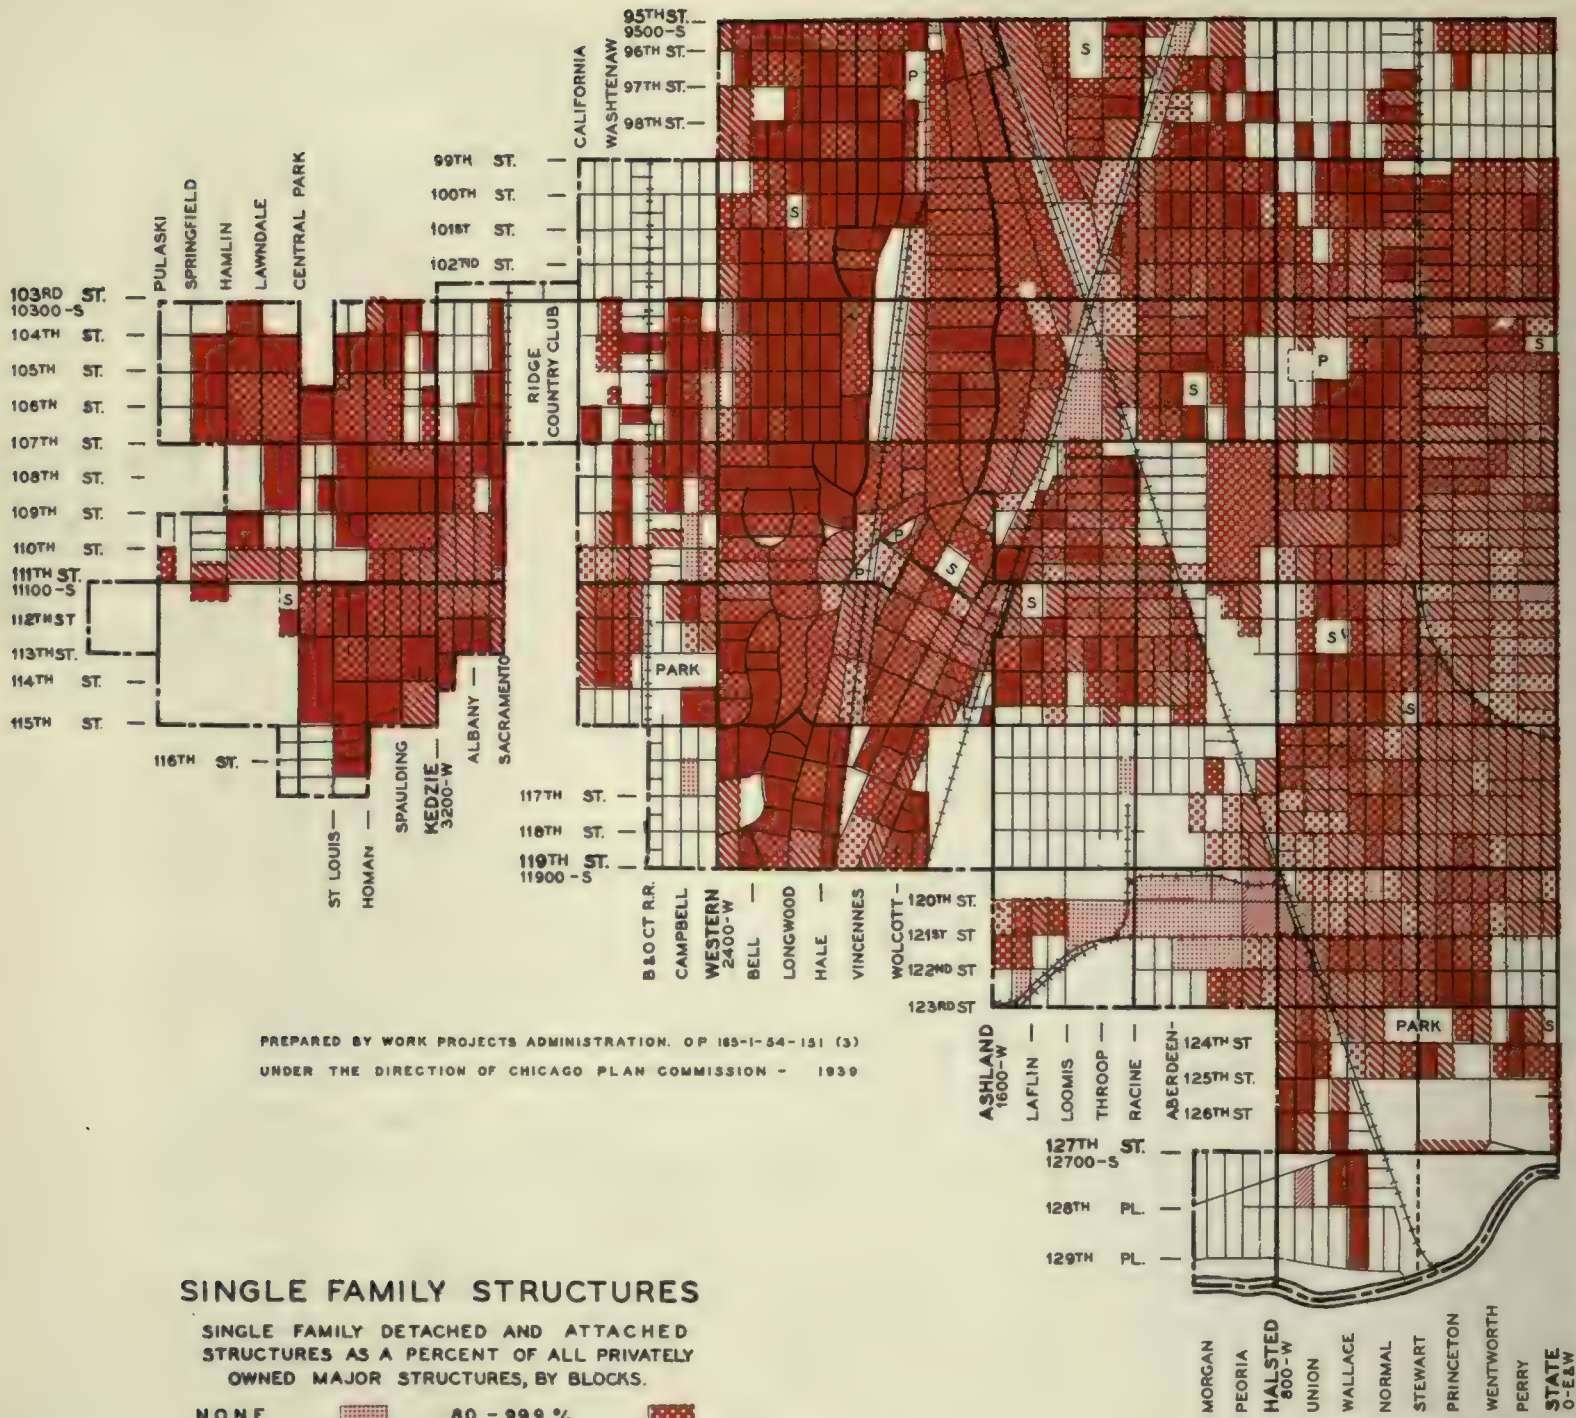 95TH ST.
9500-S
96TH ST.
97TH ST.
98TH ST.
CALIFORNIA
WASHTENAW
99TH ST.
100TH ST.
101ST ST.
102ND ST.
PULASKI
SPRINGFIELD
HAMLIN
LAWNDALE
CENTRAL PARK
103RD ST.
10300-S
104TH ST.
105TH ST.
106TH ST.
107TH ST.
108TH ST.
109TH ST.
110TH ST.
111TH ST.
11100-S
112TH ST
113TH ST.
114TH ST.
115TH ST.
116TH ST.
RIDGE
COUNTRY CLUB
S
P
S
P
S
S
S
P
P
S
S
S
S
PARK
S
ST LOUIS
HOMAN
SPAULDING
KEDZIE
3200-W
ALBANY
SACRAMENTO
117TH ST.
118TH ST.
119TH ST.
11900-S
B & O C T R.R.
CAMPBELL
WESTERN
2400-W
BELL
LONGWOOD
HALE
VINCENNES
WOLCOTT
120TH ST.
121ST ST
122ND ST
123RD ST
PARK
S
ASHLAND
1600-W
LAFLIN
LOOMIS
THROOP
RACINE
ABERDEEN
124TH ST
125TH ST.
126TH ST
127TH ST.
12700-S
128TH PL.
129TH PL.
MORGAN
PEORIA
HALSTED
800-W
UNION
WALLACE
NORMAL
STEWART
PRINCETON
WENTWORTH
PERRY
STATE
0-E&W
PREPARED BY WORK PROJECTS ADMINISTRATION. OP 165-1-54-151 (3)
UNDER THE DIRECTION OF CHICAGO PLAN COMMISSION - 1939
SINGLE FAMILY STRUCTURES
SINGLE FAMILY DETACHED AND ATTACHED
STRUCTURES AS A PERCENT OF ALL PRIVATELY
OWNED MAJOR STRUCTURES, BY BLOCKS.
NONE 80 - 99.9 %